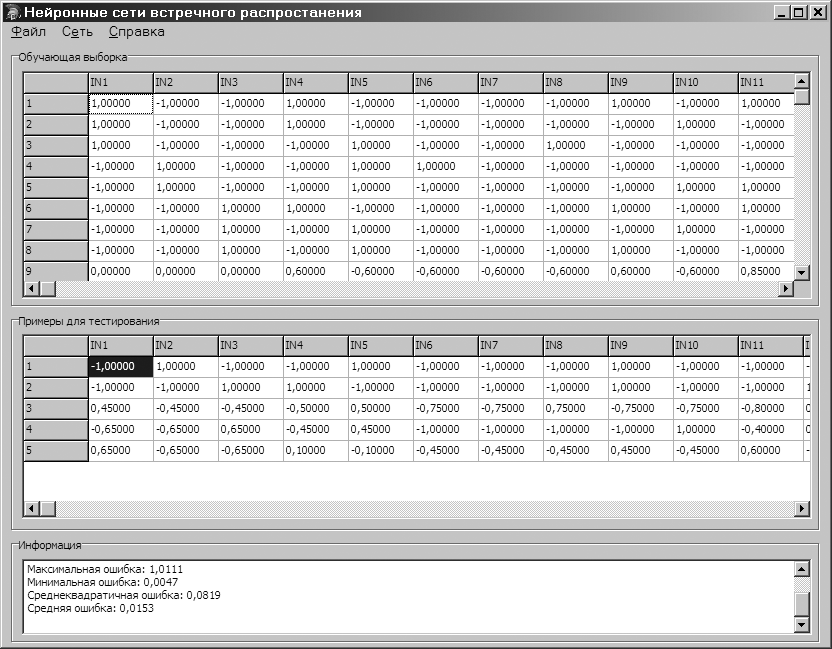 Нейронные сети встречного распростанения
Файл Сеть Справка
Обучающая выборка
IN1 IN2 IN3 IN4 IN5 IN6 IN7 IN8 IN9 IN10 IN11
1 1,00000 -1,00000 -1,00000 1,00000 -1,00000 -1,00000 -1,00000 -1,00000 1,00000 -1,00000 1,00000
2 1,00000 -1,00000 -1,00000 1,00000 -1,00000 -1,00000 -1,00000 -1,00000 -1,00000 1,00000 -1,00000
3 1,00000 -1,00000 -1,00000 -1,00000 1,00000 -1,00000 -1,00000 1,00000 -1,00000 -1,00000 -1,00000
4 -1,00000 1,00000 -1,00000 -1,00000 1,00000 1,00000 -1,00000 -1,00000 -1,00000 -1,00000 -1,00000
5 -1,00000 1,00000 -1,00000 -1,00000 1,00000 -1,00000 -1,00000 -1,00000 -1,00000 1,00000 1,00000
6 -1,00000 -1,00000 1,00000 1,00000 -1,00000 -1,00000 -1,00000 -1,00000 1,00000 -1,00000 1,00000
7 -1,00000 -1,00000 1,00000 -1,00000 1,00000 -1,00000 -1,00000 -1,00000 -1,00000 1,00000 -1,00000
8 -1,00000 -1,00000 1,00000 -1,00000 1,00000 -1,00000 -1,00000 -1,00000 1,00000 -1,00000 -1,00000
9 0,00000 0,00000 0,00000 0,60000 -0,60000 -0,60000 -0,60000 -0,60000 0,60000 -0,60000 0,85000
Примеры для тестирования
IN1 IN2 IN3 IN4 IN5 IN6 IN7 IN8 IN9 IN10 IN11
1 -1,00000 1,00000 -1,00000 -1,00000 1,00000 -1,00000 -1,00000 -1,00000 1,00000 -1,00000 -1,00000
2 -1,00000 -1,00000 1,00000 1,00000 -1,00000 -1,00000 -1,00000 -1,00000 1,00000 -1,00000 -1,00000
3 0,45000 -0,45000 -0,45000 -0,50000 0,50000 -0,75000 -0,75000 0,75000 -0,75000 -0,75000 -0,80000
4 -0,65000 -0,65000 0,65000 -0,45000 0,45000 -1,00000 -1,00000 -1,00000 -1,00000 1,00000 -0,40000
5 0,65000 -0,65000 -0,65000 0,10000 -0,10000 -0,45000 -0,45000 -0,45000 0,45000 -0,45000 0,60000
Информация
Максимальная ошибка: 1,0111
Минимальная ошибка: 0,0047
Среднеквадратичная ошибка: 0,0819
Средняя ошибка: 0,0153